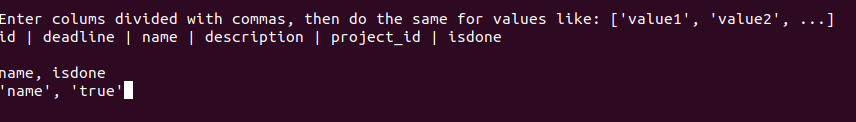 Enter colums divided with commas, then do the same for values like: ['value1', 'value2', ...]
id | deadline | name | description | project_id | isdone
name, isdone
'name', 'true'